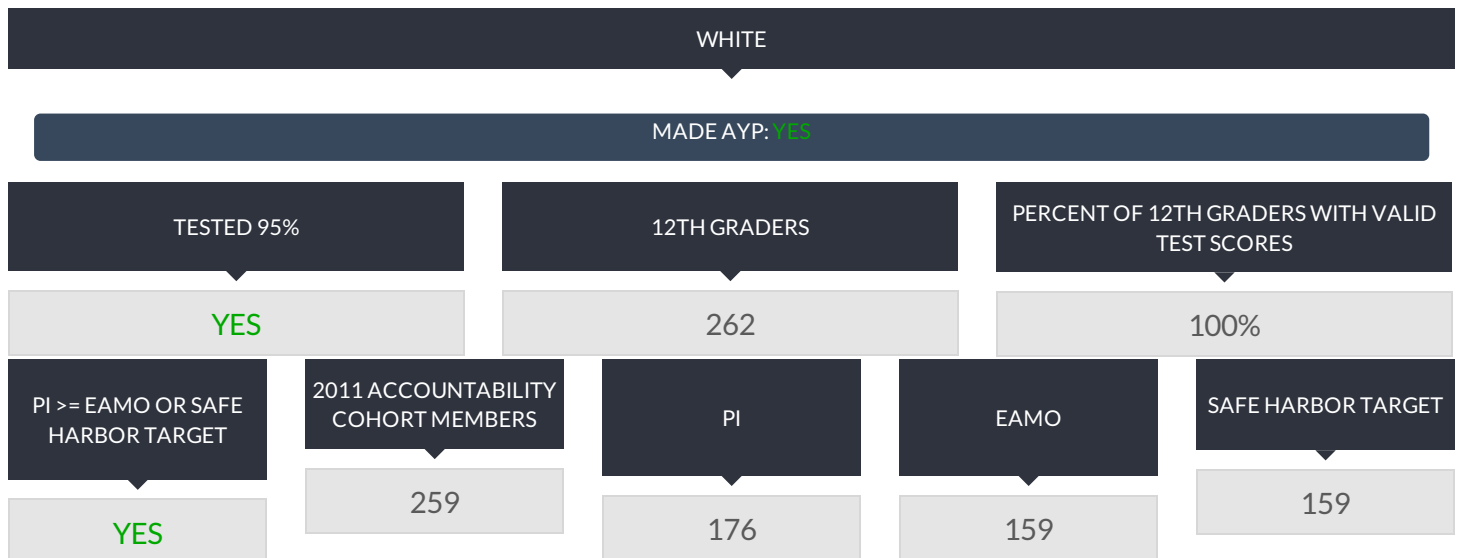 WHITE
MADE AYP: YES
TESTED 95%
YES
12TH GRADERS
262
PERCENT OF 12TH GRADERS WITH VALID
TEST SCORES
100%
PI >= EAMO OR SAFE
HARBOR TARGET
YES
2011 ACCOUNTABILITY
COHORT MEMBERS
259
PI
176
EAMO
159
SAFE HARBOR TARGET
159